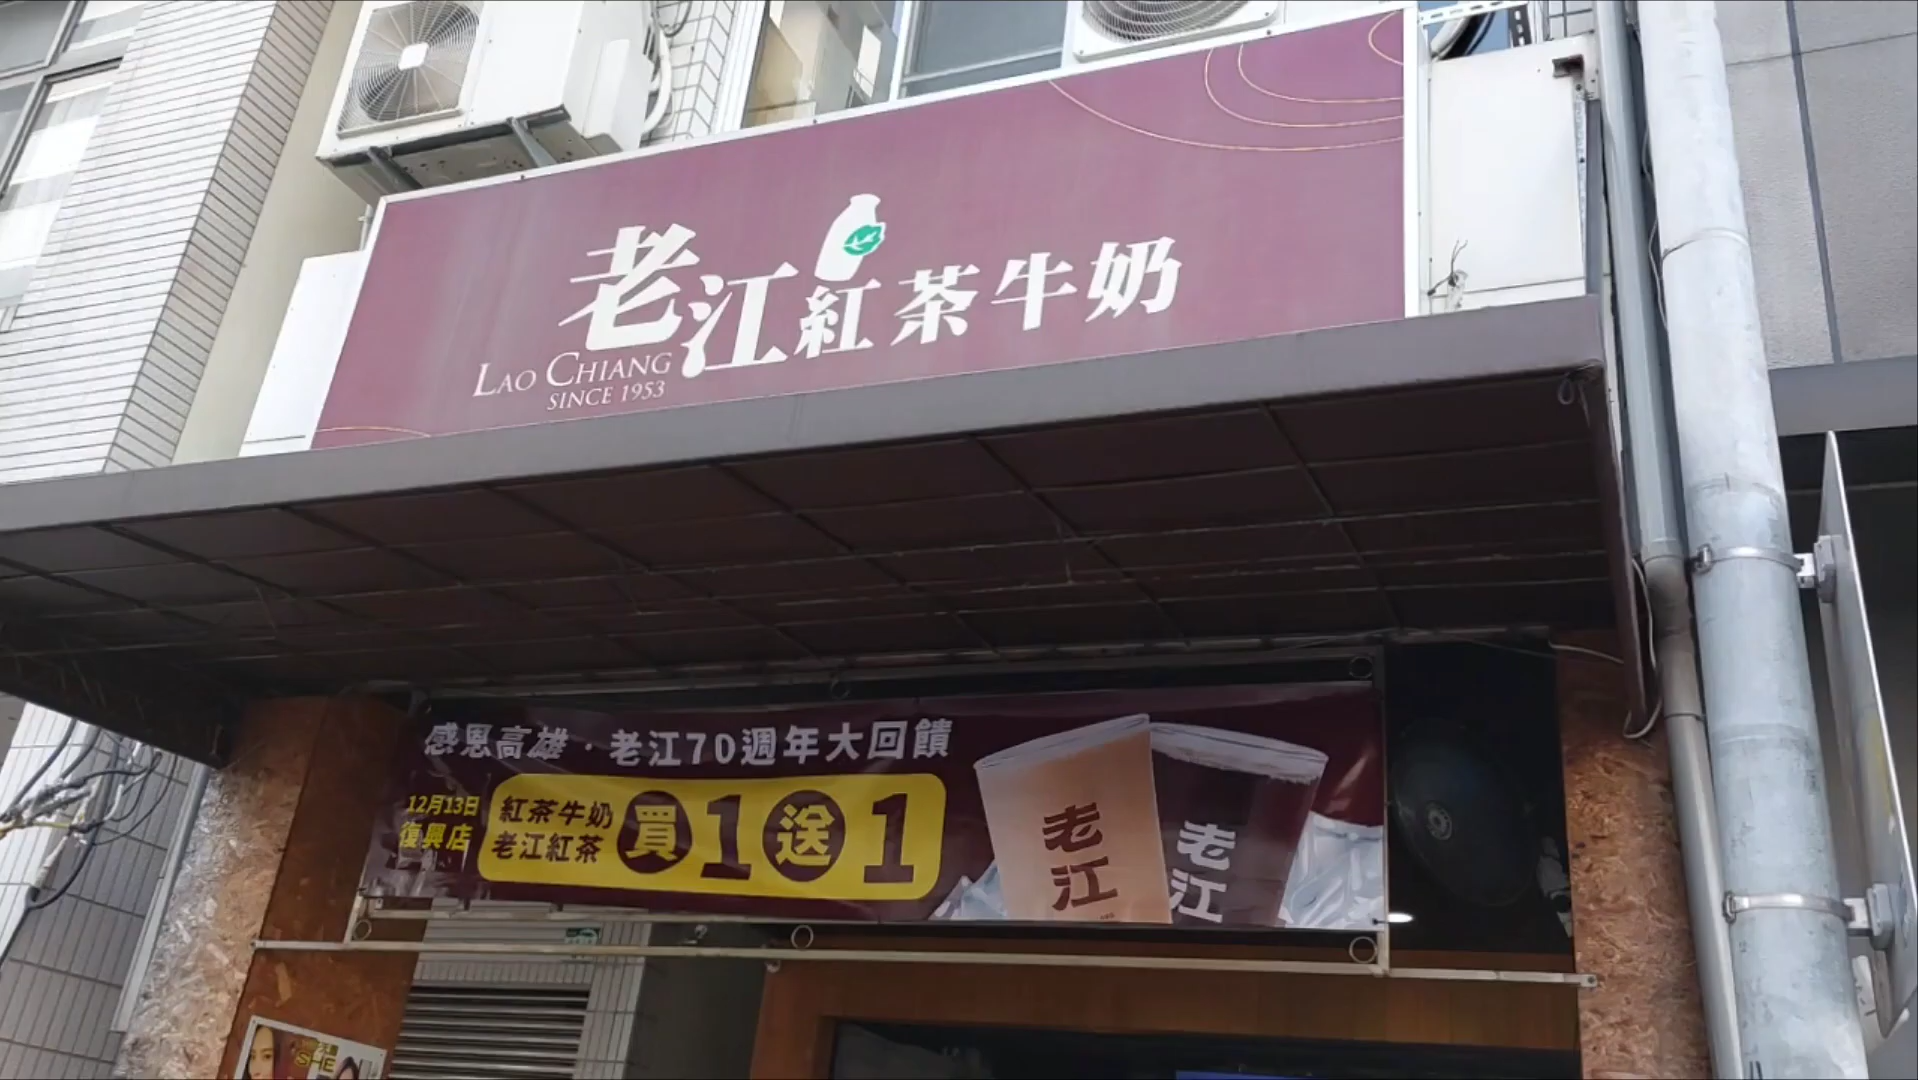 老江紅茶牛奶
LAO CHIANG
SINCE 1953
感恩高雄·老江70週年大回饋
12月13日
復興店
紅茶牛奶
老江紅茶
買1送1
老江
老江
SHE